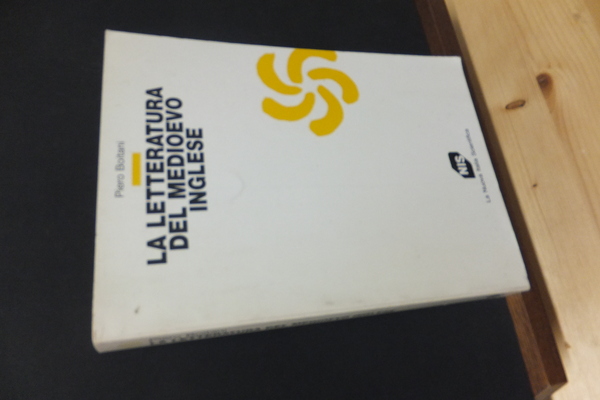 Piero Boitani
LA LETTERATURA
DEL MEDIOEVO
INGLESE
NIS
La Nuova Italia Scientifica